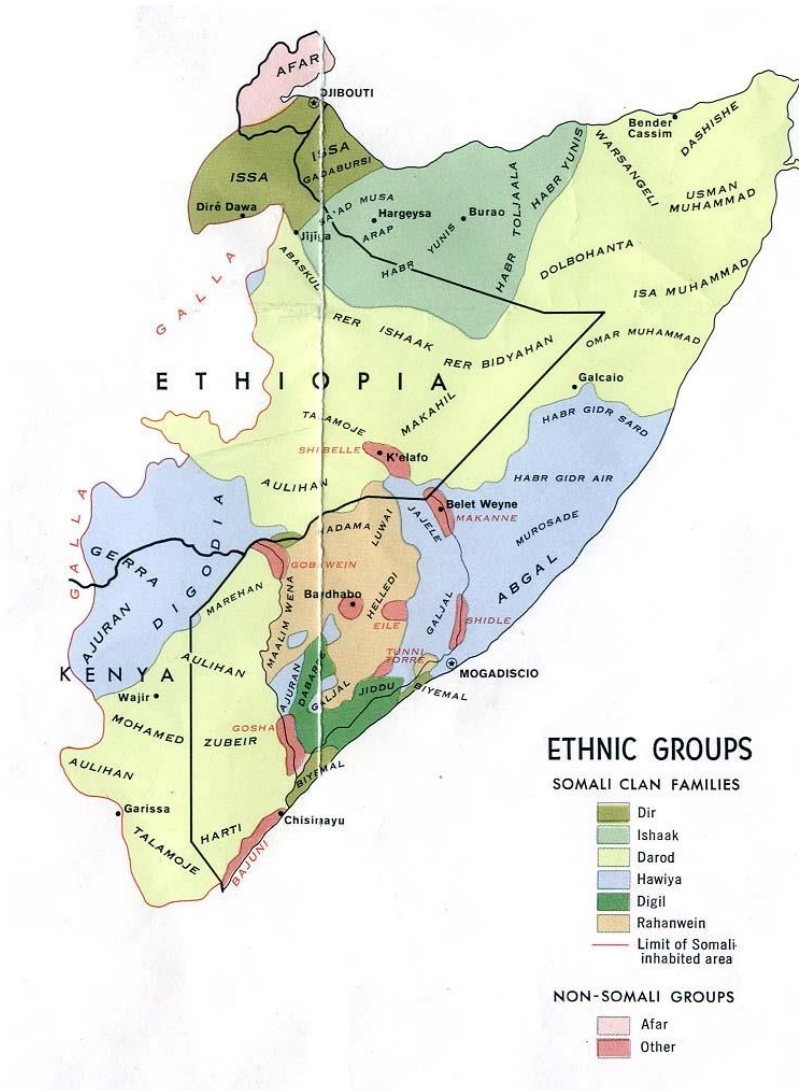 AFAR
DJIBOUTI
ISSA
GADABURSI
ISSA
Diré Dawa
Jijiga
SA'AD MUSA
Hargeysa
ARAP
HABR YUNIS
Burao
HABR TOLJAALA
HABR YUNIS
WARSANGELI
Bender
Cassim
DASHISHE
USMAN
MUHAMMAD
DOLBOHANTA
ISA MUHAMMAD
OMAR MUHAMMAD
GALLA
ABASKUL
RER ISHAAK
RER BIDYAHAN
ETHIOPIA
Galcaio
HABR GIDR SARD
TALAMOJE
MAKAHIL
SHIBELLE
K'elafo
HABR GIDR AIR
AULIHAN
Belet Weyne
MAKANNE
JAJELE
MUROSADE
ABGAL
GALLA
GERRA
DIGODIA
AJURAN
HADAMA
LUWAI
GOBAWEIN
Bardhabo
HELLEDI
EILE
GALJAL
SHIDLE
MAREHAN
MAALIM WENA
TUNNI
TORRE
MOGADISCIO
KENYA
AULIHAN
AJURAN
DABARRE
GALJAL
JIDDU
BIYEMAL
Wajir
MOHAMED
ZUBEIR
GOSHA
BIYEMAL
AULIHAN
Garissa
TALAMOJE
HARTI
Chisimayu
BAJUNI
ETHNIC GROUPS
SOMALI CLAN FAMILIES
Dir
Ishaak
Darod
Hawiya
Digil
Rahanwein
Limit of Somali-
inhabited area
NON-SOMALI GROUPS
Afar
Other